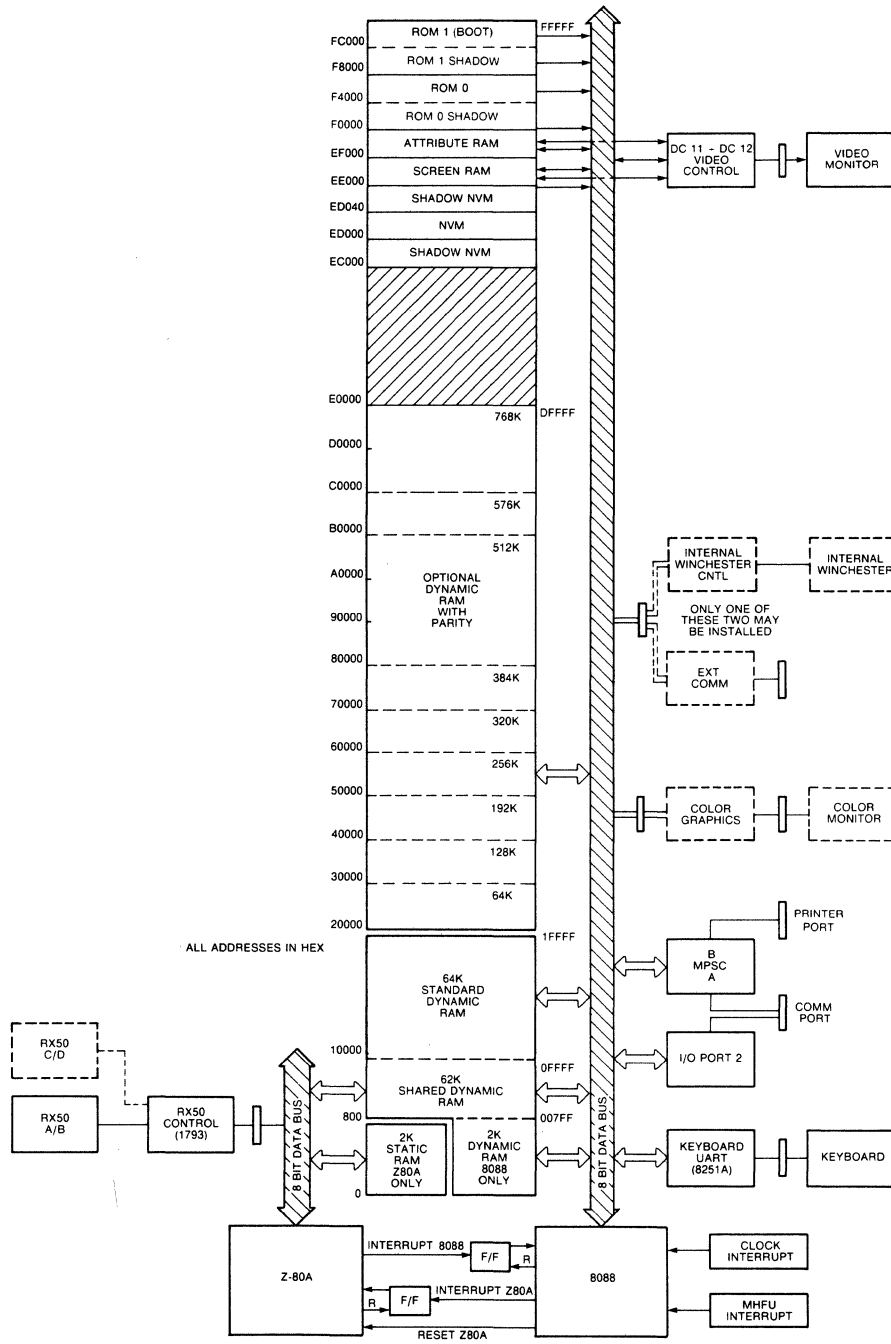 ROM 1 (BOOT)
FFFFF
FC000
ROM 1 SHADOW
F8000
ROM 0
F4000
ROM 0 SHADOW
F0000
ATTRIBUTE RAM
EF000
SCREEN RAM
EE000
SHADOW NVM
ED040
NVM
ED000
SHADOW NVM
EC000
DC 11 + DC 12
VIDEO
CONTROL
VIDEO
MONITOR
E0000
768K
DFFFF
D0000
C0000
576K
B0000
512K
A0000
OPTIONAL
DYNAMIC
RAM
WITH
PARITY
90000
80000
384K
70000
320K
60000
256K
50000
192K
40000
128K
30000
64K
20000
INTERNAL
WINCHESTER
CNTL
INTERNAL
WINCHESTER
ONLY ONE OF
THESE TWO MAY
BE INSTALLED
EXT
COMM
COLOR
GRAPHICS
COLOR
MONITOR
ALL ADDRESSES IN HEX
1FFFF
64K
STANDARD
DYNAMIC
RAM
10000
0FFFF
62K
SHARED DYNAMIC
RAM
800
007FF
2K
STATIC
RAM
Z80A
ONLY
2K
DYNAMIC
RAM
8088
ONLY
0
PRINTER
PORT
B
MPSC
A
COMM
PORT
I/O PORT 2
KEYBOARD
UART
(8251A)
KEYBOARD
RX50
C/D
RX50
A/B
RX50
CONTROL
(1793)
8 BIT DATA BUS
8 BIT DATA BUS
Z-80A
INTERRUPT 8088
F/F
R
8088
R
F/F
INTERRUPT Z80A
RESET Z80A
CLOCK
INTERRUPT
MHFU
INTERRUPT